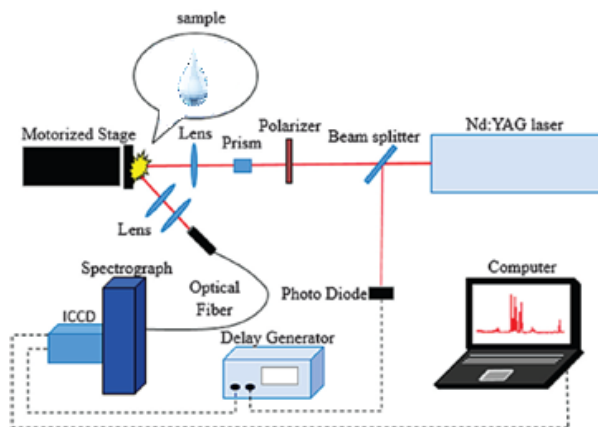 sample
Motorized Stage
Lens
Prism
Polarizer
Beam splitter
Nd:YAG laser
Lens
Spectrograph
ICCD
Optical
Fiber
Photo Diode
Delay Generator
Computer